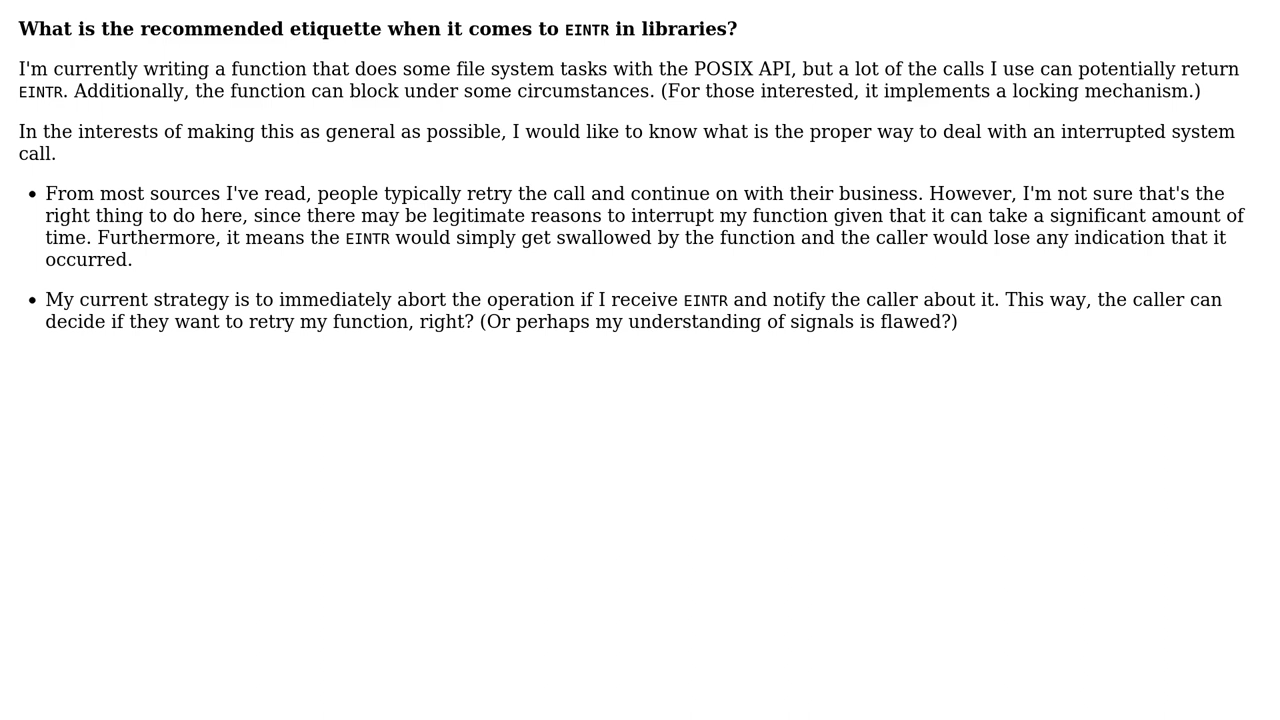 What is the recommended etiquette when it comes to EINTR in libraries?
I'm currently writing a function that does some file system tasks with the POSIX API, but a lot of the calls I use can potentially return
EINTR. Additionally, the function can block under some circumstances. (For those interested, it implements a locking mechanism.)
In the interests of making this as general as possible, I would like to know what is the proper way to deal with an interrupted system
call.
• From most sources I've read, people typically retry the call and continue on with their business. However, I'm not sure that's the
right thing to do here, since there may be legitimate reasons to interrupt my function given that it can take a significant amount of
time. Furthermore, it means the EINTR would simply get swallowed by the function and the caller would lose any indication that it
occurred.
• My current strategy is to immediately abort the operation if I receive EINTR and notify the caller about it. This way, the caller can
decide if they want to retry my function, right? (Or perhaps my understanding of signals is flawed?)